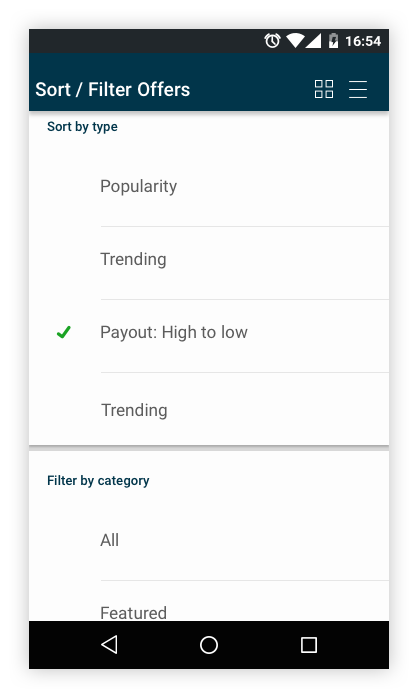 16:54
Sort / Filter Offers
Sort by type
Popularity
Trending
Payout: High to low
Trending
Filter by category
All
Featured